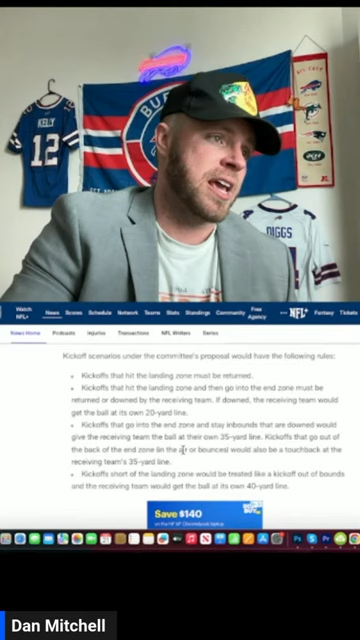 BUFF
KELLY
12
AFC EAST
DIGGS
Watch NFL+
News
Scores
Schedule
Network
Teams
Stats
Standings
Community
Free Agency
NFL+
Fantasy
Tickets
News Home
Podcasts
Injuries
Transactions
NFL Writers
Series
Kickoff scenarios under the committee's proposal would have the following rules:
• Kickoffs that hit the landing zone must be returned.
• Kickoffs that hit the landing zone and then go into the end zone must be
returned or downed by the receiving team. If downed, the receiving team would
get the ball at its own 20-yard line.
• Kickoffs that go into the end zone and stay inbounds that are downed would
give the receiving team the ball at their own 35-yard line. Kickoffs that go out of
the back of the end zone (in the air or bounces) would also be a touchback at the
receiving team's 35-yard line.
• Kickoffs short of the landing zone would be treated like a kickoff out of bounds
and the receiving team would get the ball at its own 40-yard line.
Save $140
Dan Mitchell